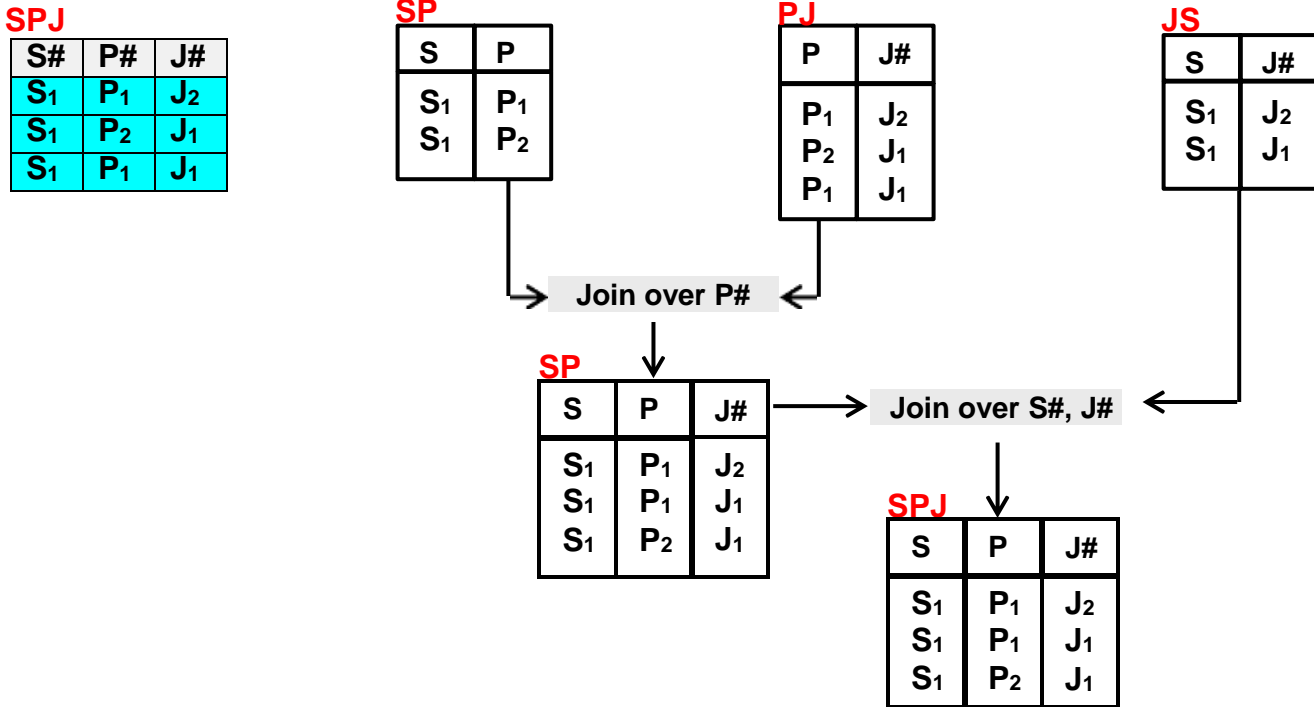 SPJ
S# P# J#
S₁ P₁ J₂
S₁ P₂ J₁
S₁ P₁ J₁
SP
S P
S₁ P₁
S₁ P₂
PJ
P J#
P₁ J₂
P₂ J₁
P₁ J₁
JS
S J#
S₁ J₂
S₁ J₁
Join over P#
SP
S P J#
S₁ P₁ J₂
S₁ P₁ J₁
S₁ P₂ J₁
Join over S#, J#
SPJ
S P J#
S₁ P₁ J₂
S₁ P₁ J₁
S₁ P₂ J₁